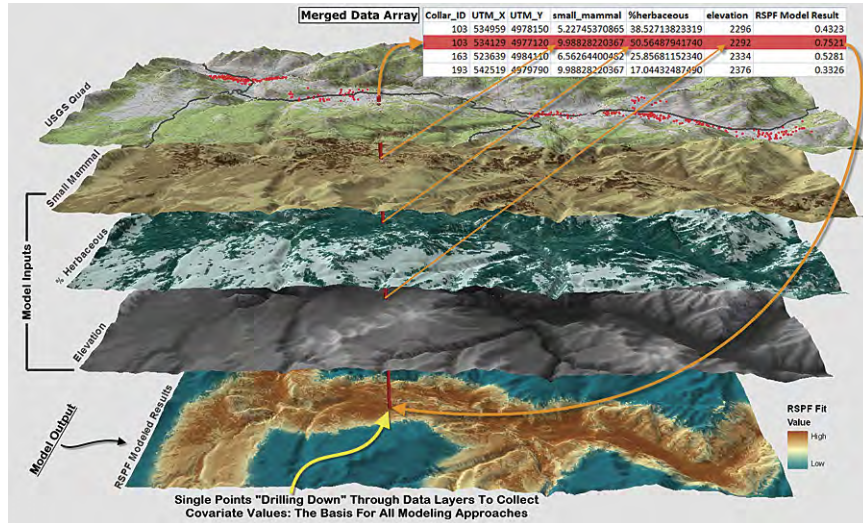 Merged Data Array
Collar_ID UTM_X UTM_Y small_mammal %herbaceous elevation RSPF Model Result
103 534959 4978150 5.22745370865 38.52713823319 2296 0.4323
103 534129 4977120 9.98828220367 50.56487941740 2292 0.7521
163 523639 4984110 6.56264400482 25.85681152340 2334 0.5281
193 542519 4979790 9.98828220367 17.04432487490 2376 0.3326
USGS Quad
Small Mammal
% Herbaceous
Model Inputs
Elevation
RSPF Modeled Results
Model Output
RSPF Fit
Value
High
Low
Single Points "Drilling Down" Through Data Layers To Collect
Covariate Values: The Basis For All Modeling Approaches